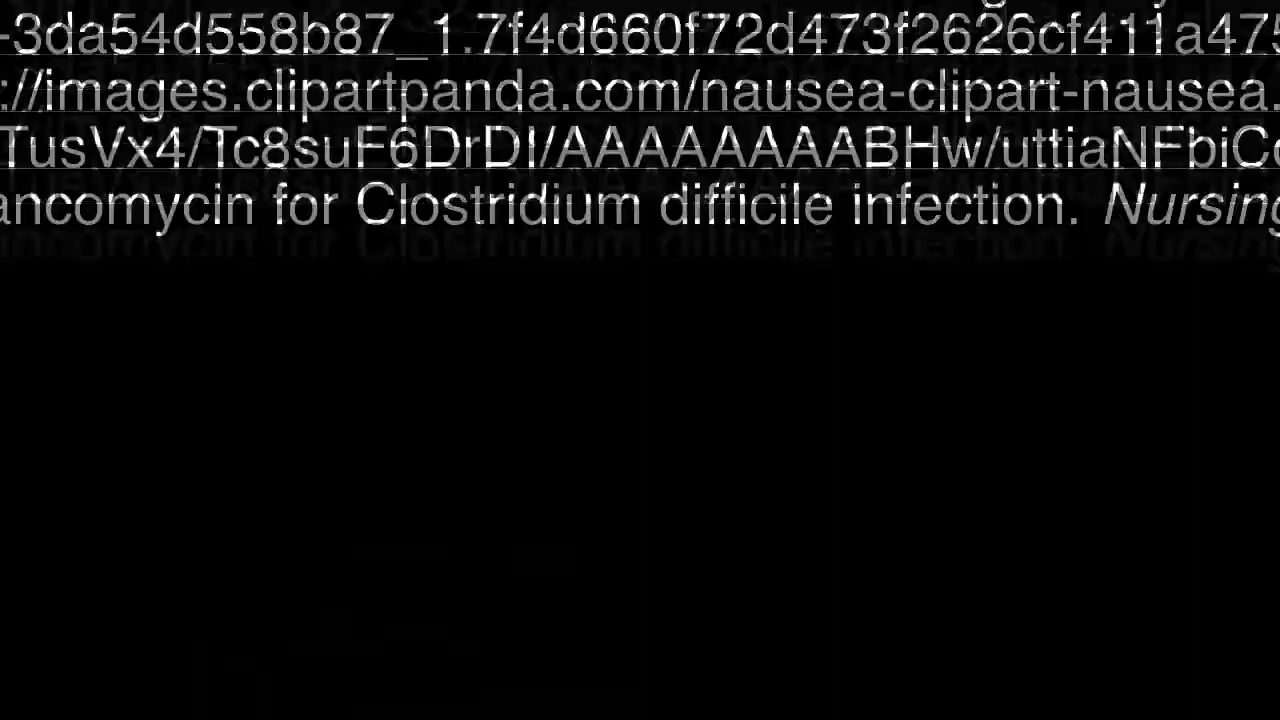 -3da54d558b87_1.7f4d660f72d473f2626cf411a475
://images.clipartpanda.com/nausea-clipart-nausea.
TusVx4/Tc8suF6DrDI/AAAAAAAABHw/uttiaNFbiC
ancomycin for Clostridium difficile infection. Nursing